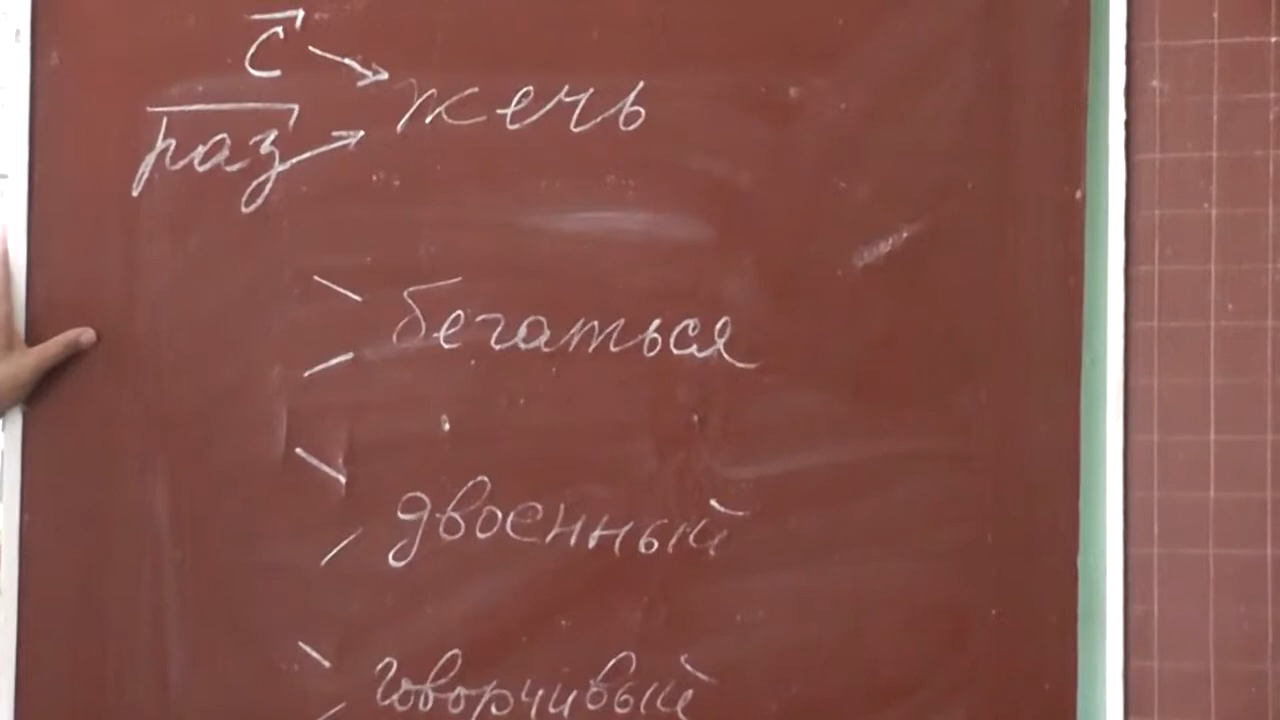 с
жечь
раз
бегаться
двоенный
говорчивый